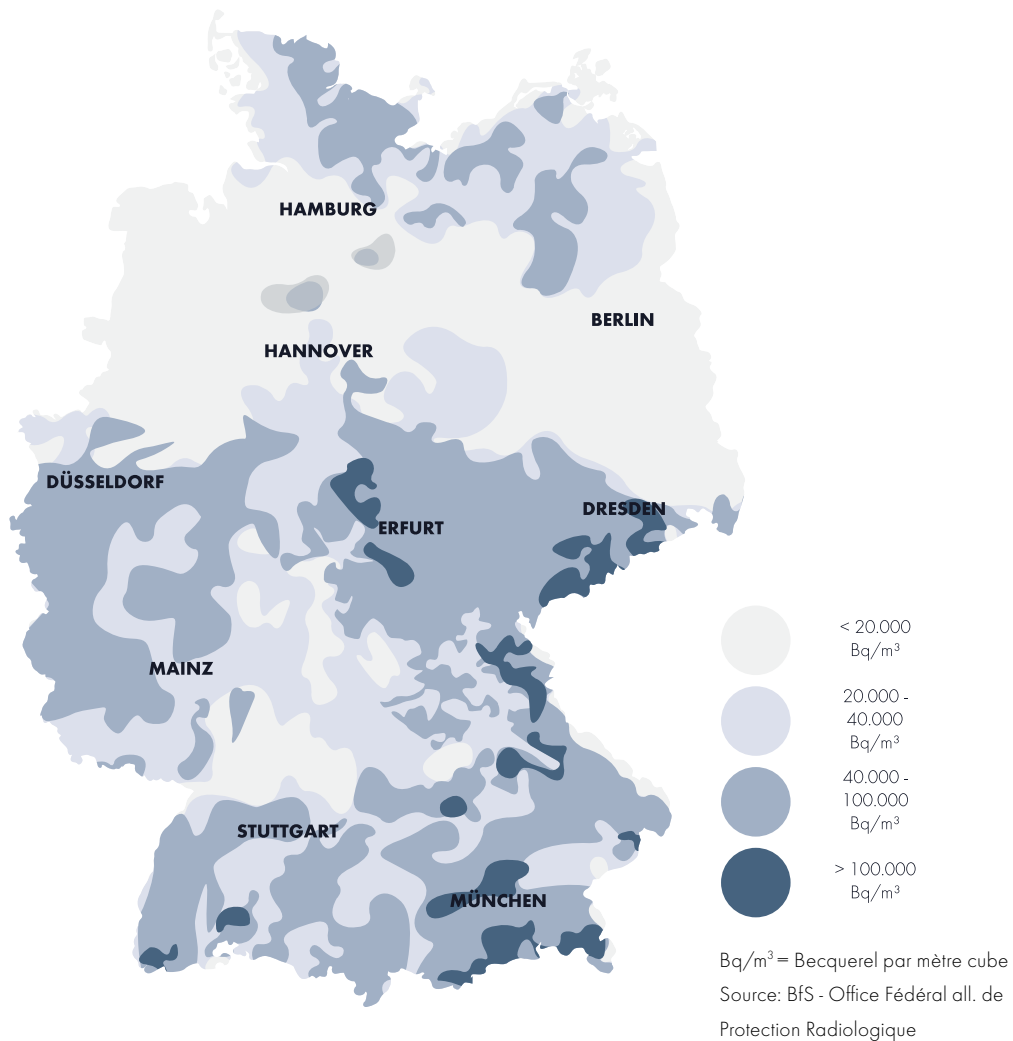 HAMBURG
BERLIN
HANNOVER
DÜSSELDORF
DRESDEN
ERFURT
MAINZ
STUTTGART
MÜNCHEN
< 20.000
Bq/m³
20.000 -
40.000
Bq/m³
40.000 -
100.000
Bq/m³
> 100.000
Bq/m³
Bq/m³ = Becquerel par mètre cube
Source: BfS - Office Fédéral all. de
Protection Radiologique